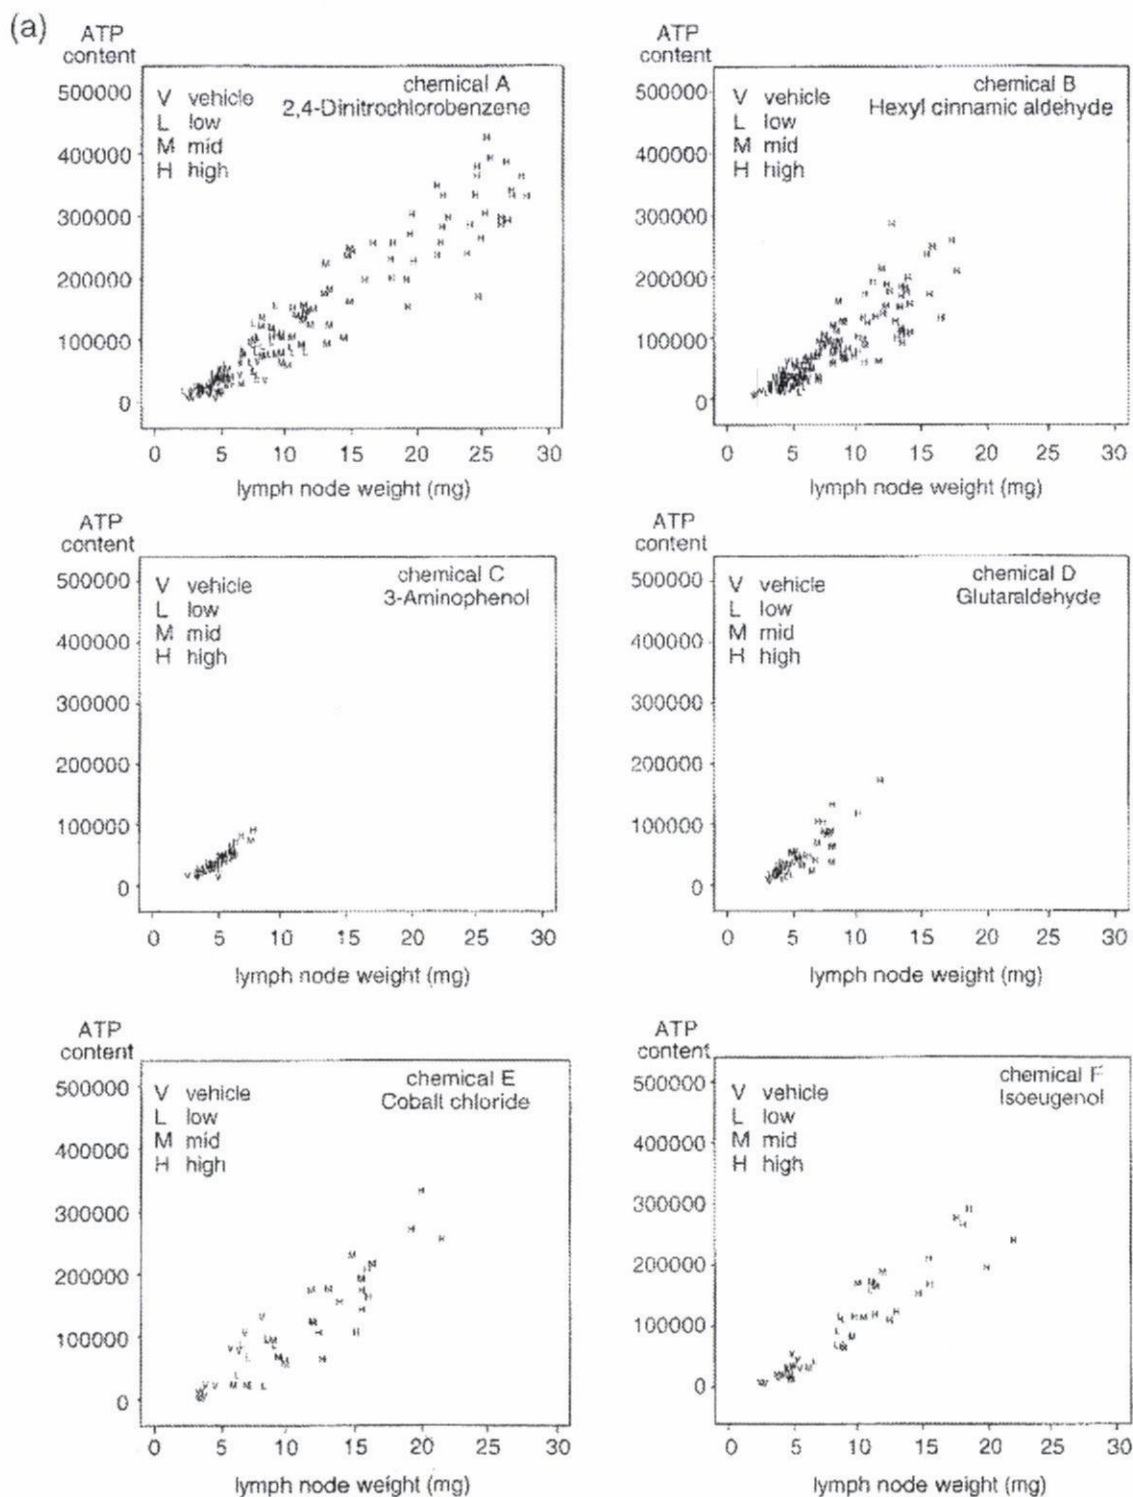 (a)
ATP
content
chemical A
2,4-Dinitrochlorobenzene
V vehicle
L low
M mid
H high
500000
400000
300000
200000
100000
0
0 5 10 15 20 25 30
lymph node weight (mg)
ATP
content
chemical B
Hexyl cinnamic aldehyde
V vehicle
L low
M mid
H high
500000
400000
300000
200000
100000
0
0 5 10 15 20 25 30
lymph node weight (mg)
ATP
content
chemical C
3-Aminophenol
V vehicle
L low
M mid
H high
500000
400000
300000
200000
100000
0
0 5 10 15 20 25 30
lymph node weight (mg)
ATP
content
chemical D
Glutaraldehyde
V vehicle
L low
M mid
H high
500000
400000
300000
200000
100000
0
0 5 10 15 20 25 30
lymph node weight (mg)
ATP
content
chemical E
Cobalt chloride
V vehicle
L low
M mid
H high
500000
400000
300000
200000
100000
0
0 5 10 15 20 25 30
lymph node weight (mg)
ATP
content
chemical F
Isoeugenol
V vehicle
L low
M mid
H high
500000
400000
300000
200000
100000
0
0 5 10 15 20 25 30
lymph node weight (mg)